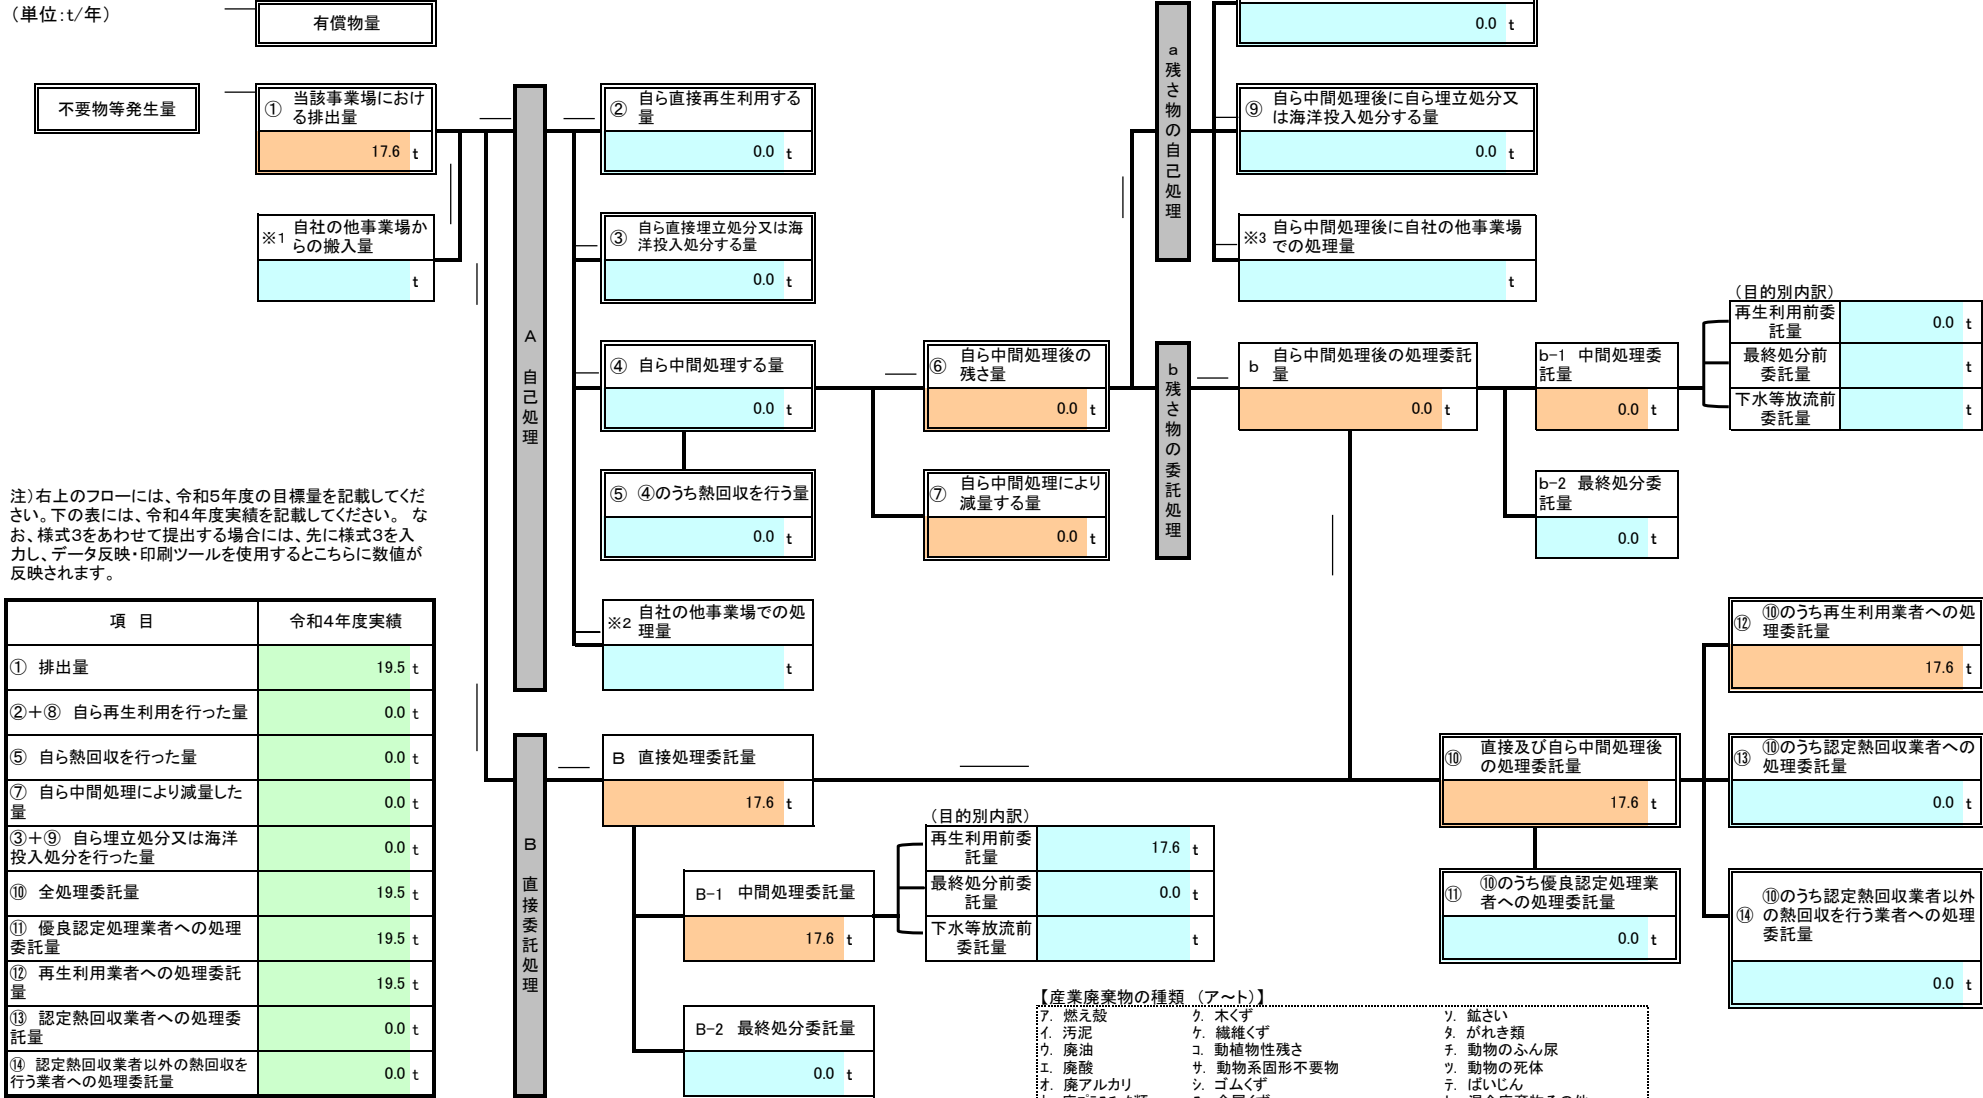 (単位:t/年)
有償物量
0.0 t
不要物等発生量
① 当該事業場におけ
る排出量
17.6 t
② 自ら直接再生利用する
量
0.0 t
⑨ 自ら中間処理後に自ら埋立処分又
は海洋投入処分する量
0.0 t
a
残さ物の自己処理
※1 自社の他事業場か
らの搬入量
t
③ 自ら直接埋立処分又は海
洋投入処分する量
0.0 t
※3 自ら中間処理後に自社の他事業場
での処理量
t
A
自己処理
④ 自ら中間処理する量
0.0 t
⑥ 自ら中間処理後の
残さ量
0.0 t
b
残さ物の委託処理
b 自ら中間処理後の処理委託
量
0.0 t
b-1 中間処理委
託量
0.0 t
(目的別内訳)
再生利用前委
託量
0.0 t
最終処分前
委託量
t
下水等放流前
委託量
⑤ ④のうち熱回収を行う量
0.0 t
⑦ 自ら中間処理により
減量する量
0.0 t
b-2 最終処分委
託量
0.0 t
注)右上のフローには、令和5年度の目標量を記載してくだ
さい。下の表には、令和4年度実績を記載してください。 な
お、様式3をあわせて提出する場合には、先に様式3を入
力し、データ反映・印刷ツールを使用するとこちらに数値が
反映されます。
※2 自社の他事業場での処
理量
t
項 目 令和4年度実績
① 排出量 19.5 t
②+⑧ 自ら再生利用を行った量 0.0 t
⑤ 自ら熱回収を行った量 0.0 t
⑦ 自ら中間処理により減量した
量 0.0 t
③+⑨ 自ら埋立処分又は海洋
投入処分を行った量 0.0 t
⑩ 全処理委託量 19.5 t
⑪ 優良認定処理業者への処理
委託量 19.5 t
⑫ 再生利用業者への処理委託
量 19.5 t
⑬ 認定熱回収業者への処理委
託量 0.0 t
⑭ 認定熱回収業者以外の熱回収を
行う業者への処理委託量 0.0 t
B
直接委託処理
B 直接処理委託量
17.6 t
B-1 中間処理委託量
17.6 t
B-2 最終処分委託量
0.0 t
(目的別内訳)
再生利用前委
託量
17.6 t
最終処分前委
託量
0.0 t
下水等放流前
委託量
t
⑩ 直接及び自ら中間処理後
の処理委託量
17.6 t
⑪ ⑩のうち優良認定処理業
者への処理委託量
0.0 t
⑫ ⑩のうち再生利用業者への処
理委託量
17.6 t
⑬ ⑩のうち認定熱回収業者への
処理委託量
0.0 t
⑭ ⑩のうち認定熱回収業者以外
の熱回収を行う業者への処理
委託量
0.0 t
【産業廃棄物の種類 (ア~ト)】
ア. 燃え殻 ク. 木くず ソ. 鉱さい
イ. 汚泥 ケ. 繊維くず タ. がれき類
ウ. 廃油 コ. 動植物性残さ チ. 動物のふん尿
エ. 廃酸 サ. 動物系固形不要物 ツ. 動物の死体
オ. 廃アルカリ シ. ゴムくず テ. ばいじん